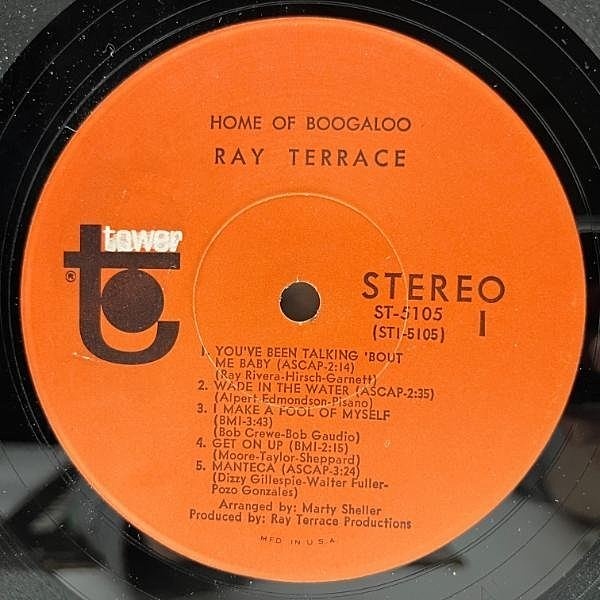 HOME OF BOOGALOO
RAY TERRACE
tower
®
STEREO
ST-5105
(ST1-5105)
1
1. YOU'VE BEEN TALKING 'BOUT
ME BABY (ASCAP-2:14)
(Ray Rivera-Hirsch-Garnett)
2. WADE IN THE WATER (ASCAP-2:35)
(Alpert Edmondson-Pisano)
3. I MAKE A FOOL OF MYSELF
(BMI-3:43)
(Bob Crewe-Bob Gaudio)
4. GET ON UP (BMI-2:15)
(Moore-Taylor-Sheppard)
5. MANTECA (ASCAP-3:24)
(Dizzy Gillespie-Walter Fuller-
Pozo Gonzales)
Arranged by: Marty Sheller
Produced by: Ray Terrace Productions
MFD IN U.S.A.